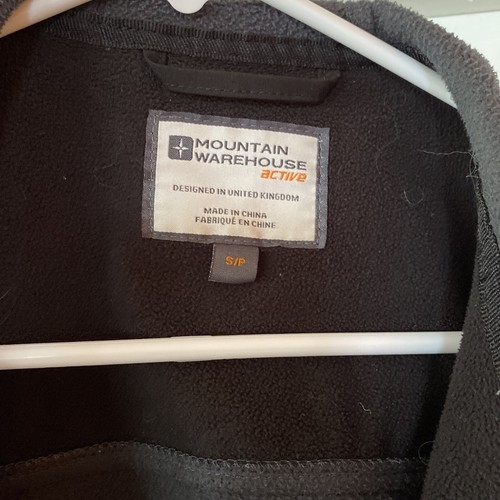 MOUNTAIN
WAREHOUSE
active
DESIGNED IN UNITED KINGDOM
MADE IN CHINA
FABRIQUÉ EN CHINE
S/P